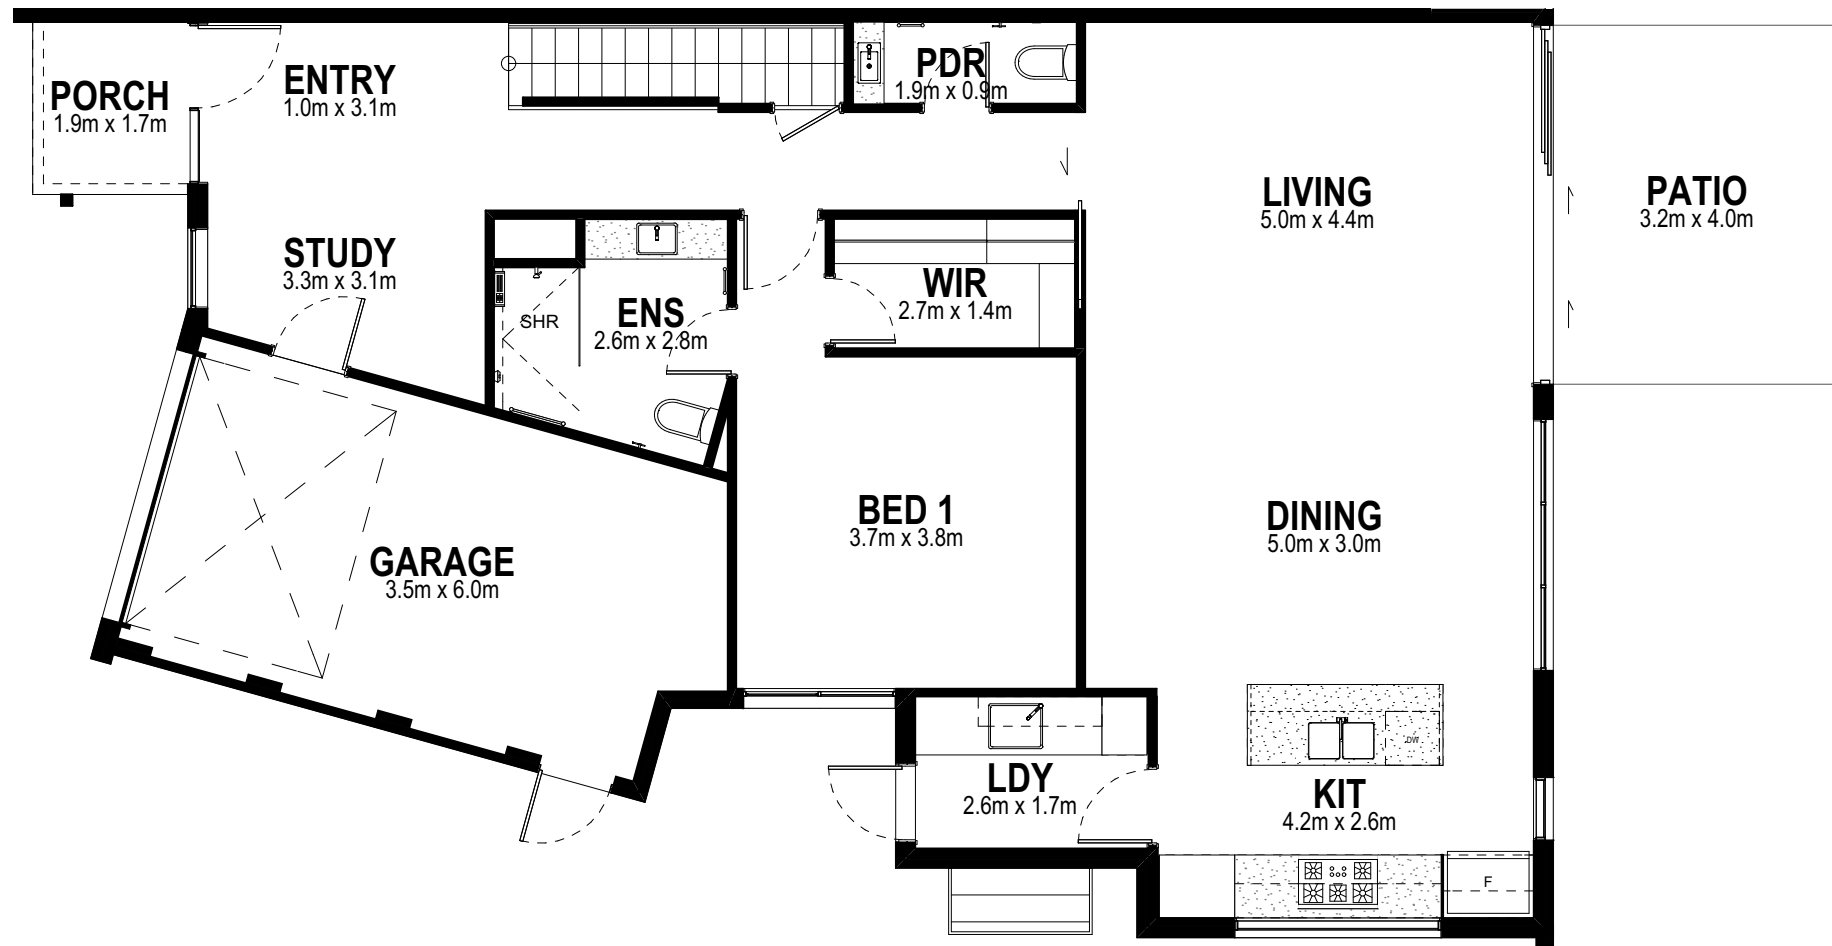 PORCH
1.9m x 1.7m
ENTRY
1.0m x 3.1m
PDR
1.9m x 0.9m
LIVING
5.0m x 4.4m
PATIO
3.2m x 4.0m
STUDY
3.3m x 3.1m
SHR
ENS
2.6m x 2.8m
WIR
2.7m x 1.4m
GARAGE
3.5m x 6.0m
BED 1
3.7m x 3.8m
DINING
5.0m x 3.0m
DW
LDY
2.6m x 1.7m
KIT
4.2m x 2.6m
F